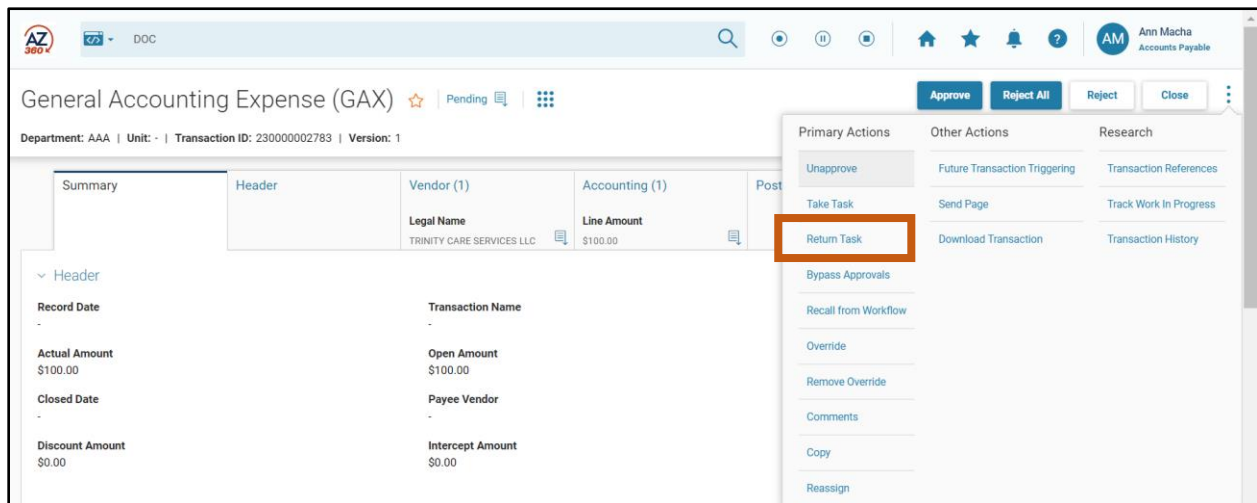 AZ
360
DOC
?
AM
Ann Macha
Accounts Payable
General Accounting Expense (GAX)
Pending
Approve
Reject All
Reject
Close
Department: AAA | Unit: - | Transaction ID: 230000002783 | Version: 1
Summary
Header
Vendor (1)
Legal Name
TRINITY CARE SERVICES LLC
Accounting (1)
Line Amount
$100.00
Post
Header
Record Date
-
Transaction Name
-
Actual Amount
$100.00
Open Amount
$100.00
Closed Date
-
Payee Vendor
-
Discount Amount
$0.00
Intercept Amount
$0.00
Primary Actions
Unapprove
Take Task
Return Task
Bypass Approvals
Recall from Workflow
Override
Remove Override
Comments
Copy
Reassign
Other Actions
Future Transaction Triggering
Send Page
Download Transaction
Research
Transaction References
Track Work In Progress
Transaction History